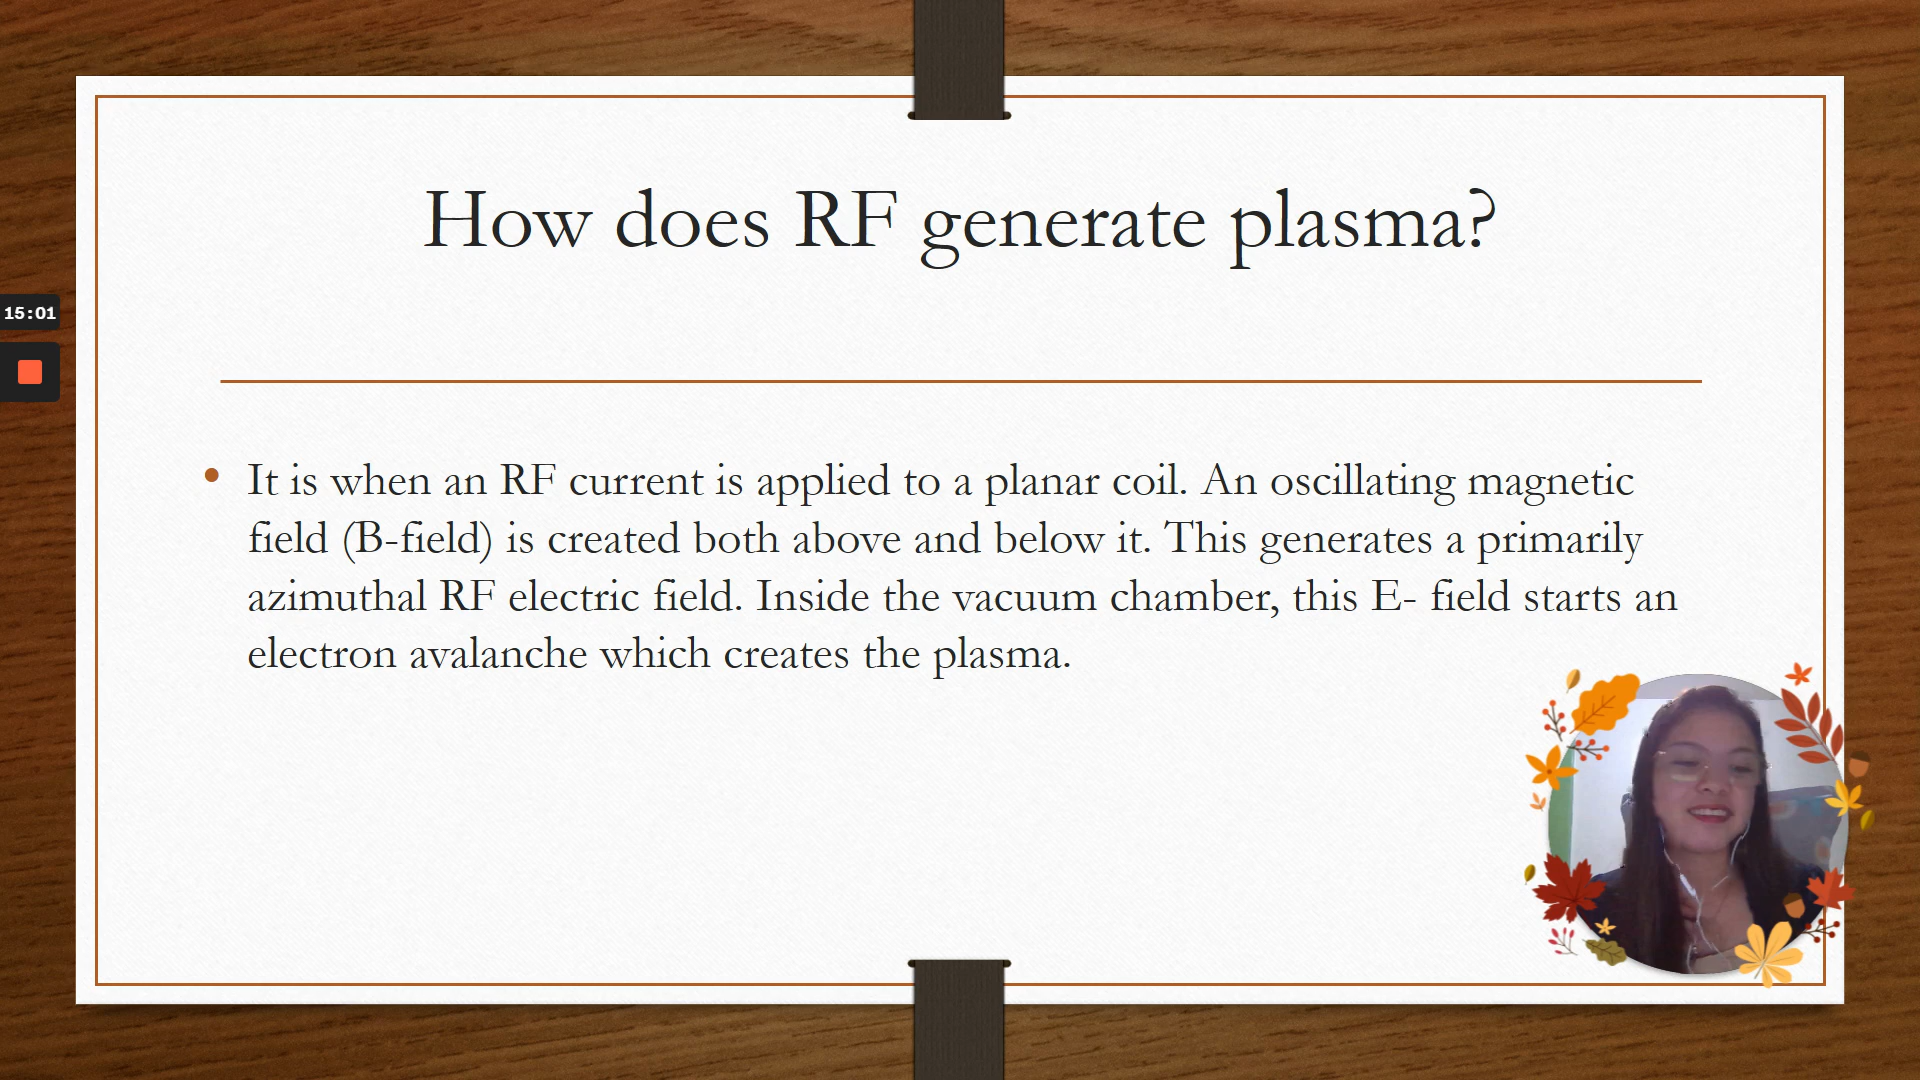 How does RF generate plasma?
15:01
• It is when an RF current is applied to a planar coil. An oscillating magnetic
field (B-field) is created both above and below it. This generates a primarily
azimuthal RF electric field. Inside the vacuum chamber, this E- field starts an
electron avalanche which creates the plasma.